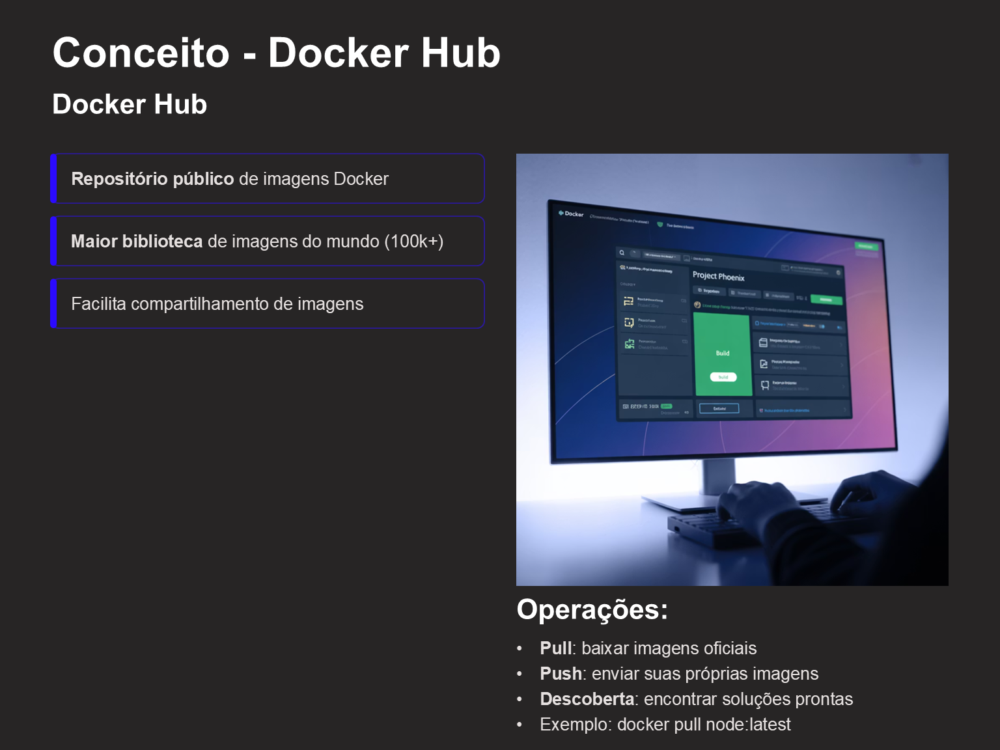 Conceito - Docker Hub
Docker Hub
Repositório público de imagens Docker
Maior biblioteca de imagens do mundo (100k+)
Facilita compartilhamento de imagens
Docker
Project Phoenix
Build
build
Operações:
• Pull: baixar imagens oficiais
• Push: enviar suas próprias imagens
• Descoberta: encontrar soluções prontas
• Exemplo: docker pull node:latest